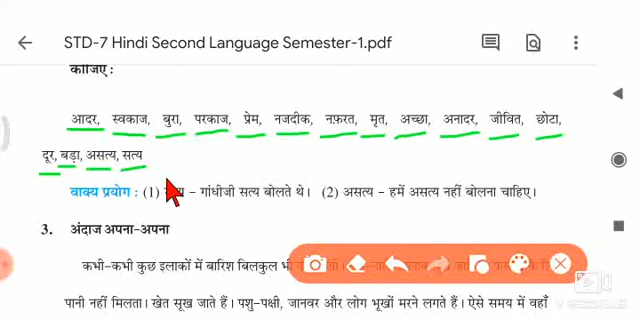 STD-7 Hindi Second Language Semester-1.pdf
कीजिए :
आदर, स्वकाज, बुरा, परकाज, प्रेम, नजदीक, नफ़रत, मृत, अच्छा, अनादर, जीवित, छोटा,
दूर, बड़ा, असत्य, सत्य
वाक्य प्रयोग : (1) – गांधीजी सत्य बोलते थे। (2) असत्य – हमें असत्य नहीं बोलना चाहिए।
3. अंदाज अपना-अपना
कभी-कभी कुछ इलाकों में बारिश बिलकुल भी
पानी नहीं मिलता। खेत सूख जाते हैं। पशु-पक्षी, जानवर और लोग भूखों मरने लगते हैं। ऐसे समय में वहाँ